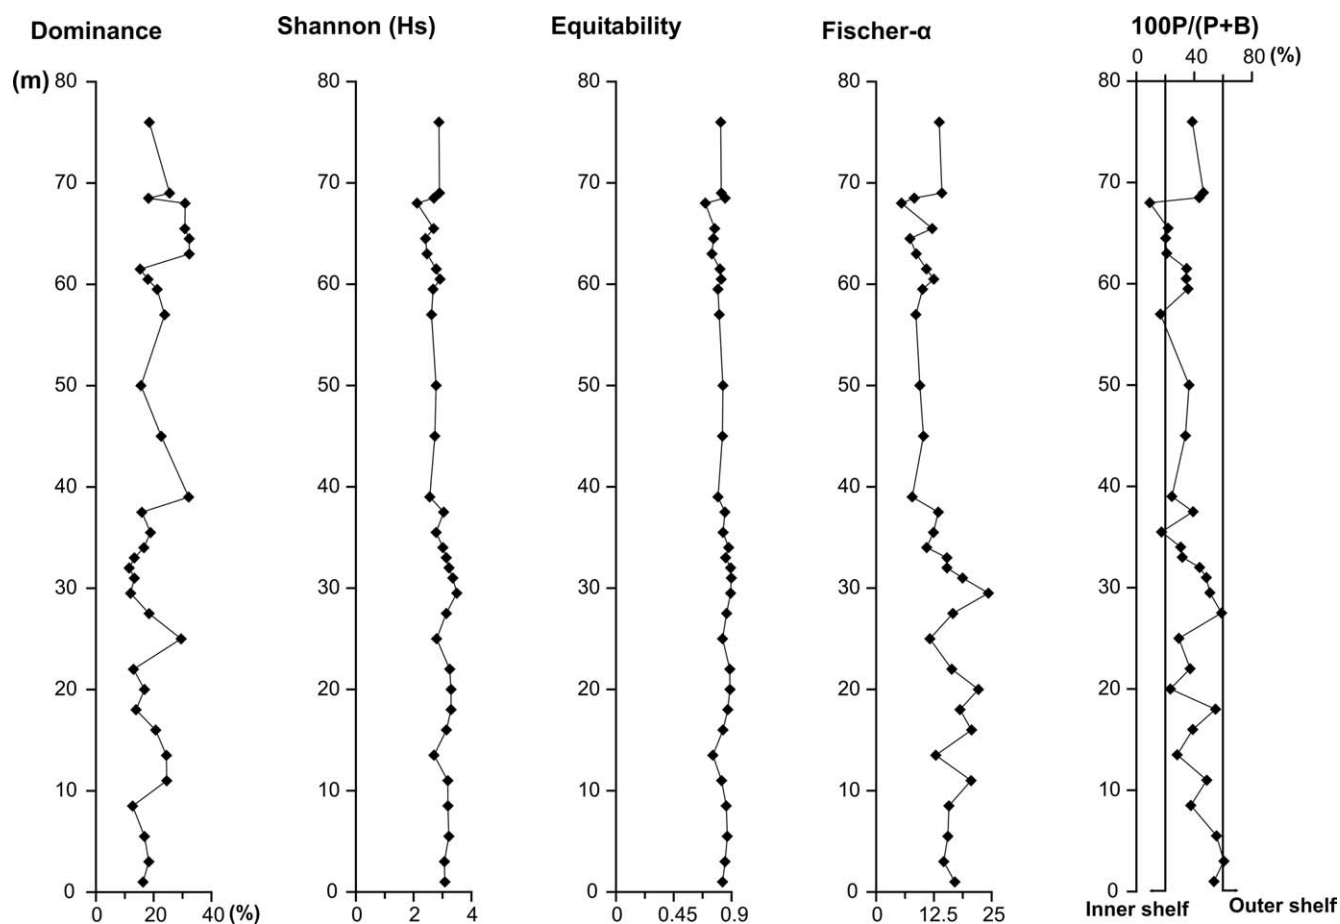 Dominance
Shannon (Hs)
Equitability
Fischer-α
100P/(P+B)
0 40 80 (%)
(m)
80 80 80 80 80
70 70 70 70 70
60 60 60 60 60
50 50 50 50 50
40 40 40 40 40
30 30 30 30 30
20 20 20 20 20
10 10 10 10 10
0 0 0 0 0
0 20 40 (%)
0 2 4
0 0.45 0.9
0 12.5 25
Inner shelf Outer shelf